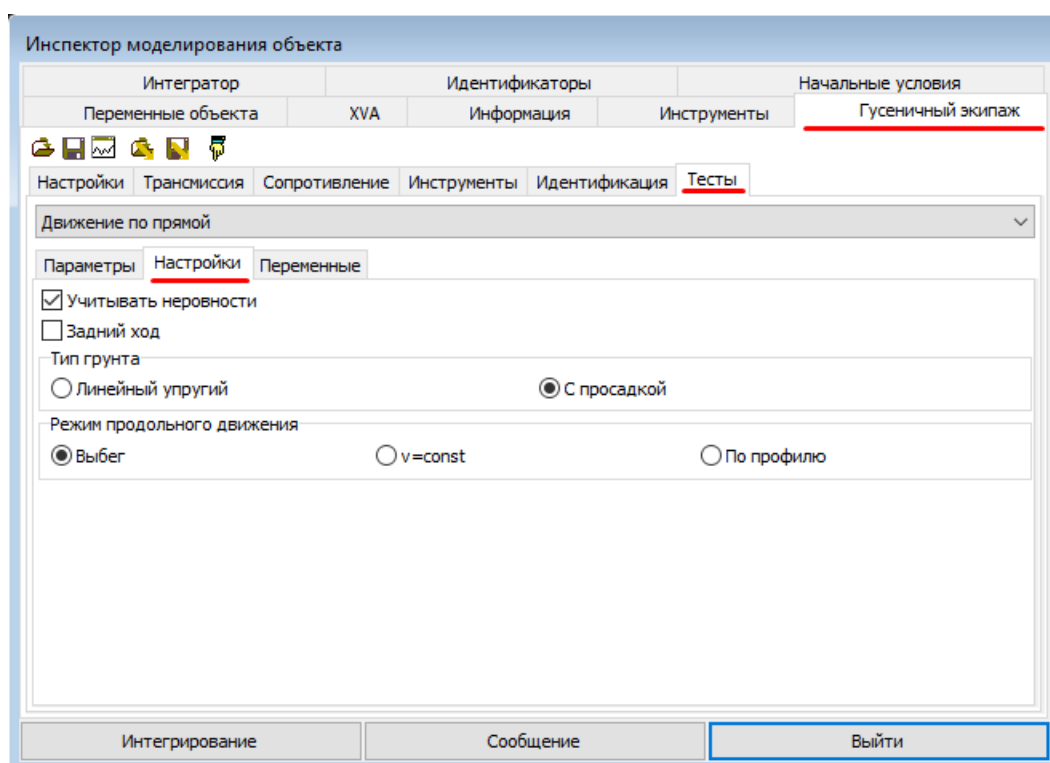 Инспектор моделирования объекта
Интегратор Идентификаторы Начальные условия
Переменные объекта XVA Информация Инструменты Гусеничный экипаж
Настройки Трансмиссия Сопротивление Инструменты Идентификация Тесты
Движение по прямой
Параметры Настройки Переменные
Учитывать неровности
Задний ход
Тип грунта
Линейный упругий С просадкой
Режим продольного движения
Выбег v=const По профилю
Интегрирование Сообщение Выйти